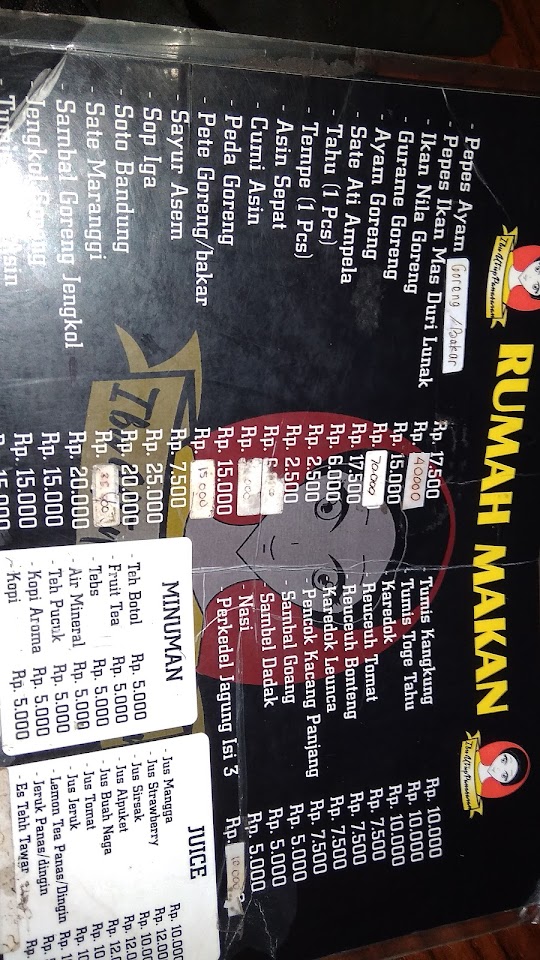 RUMAH MAKAN
- Pepes Ayam
- Pepes Ikan Mas Duri Lunak
Goreng / Bakar
- Ikan Nila Goreng
- Gurame Goreng
- Ayam Goreng
- Sate Ati Ampela
- Tahu (1 Pcs)
- Tempe (1 Pcs)
- Asin Sepat
- Cumi Asin
- Peda Goreng
- Pete Goreng/bakar
- Sayur Asem
- Sop Iga
- Soto Bandung
- Sate Maranggi
- Sambal Goreng Jengkol
Rp. 17.500
Rp. 15.000
70.000
Rp. 17.500
Rp. 6.000
Rp. 2.500
Rp. 2.500
Rp. 15.000
Rp. 15.000
Rp. 7.500
Rp. 25.000
Rp. 20.000
Rp. 20.000
Rp. 15.000
Rp. 15.000
- Tumis Kangkung
- Tumis Toge Tahu
- Karedok
- Reuceuh Tomat
- Reuceuh Bonteng
- Karedok Leunca
- Pencok Kacang Panjang
- Sambal Goang
- Sambel Dadak
- Nasi
- Perkedel Jagung Isi 3
Rp. 10.000
Rp. 10.000
Rp. 10.000
Rp. 7.500
Rp. 7.500
Rp. 7.500
Rp. 5.000
Rp. 5.000
Rp. 5.000
Rp. 10.000
MINUMAN
- Teh Botol Rp. 5.000
- Fruit Tea Rp. 5.000
- Tebs Rp. 5.000
- Air Mineral Rp. 5.000
- Teh Pucuk Rp. 5.000
- Kopi Aroma Rp. 5.000
- Kopi Rp. 5.000
JUICE
- Jus Mangga Rp. 10.000
- Jus Strawberry Rp. 12.000
- Jus Sirsak Rp. 10.000
- Jus Alpuket Rp. 12.000
- Jus Buah Naga
- Jus Tomat
- Jus Jeruk
- Lemon Tea Panas/Dingin
- Jeruk Panas/dingin
- Es Tehh Tawar